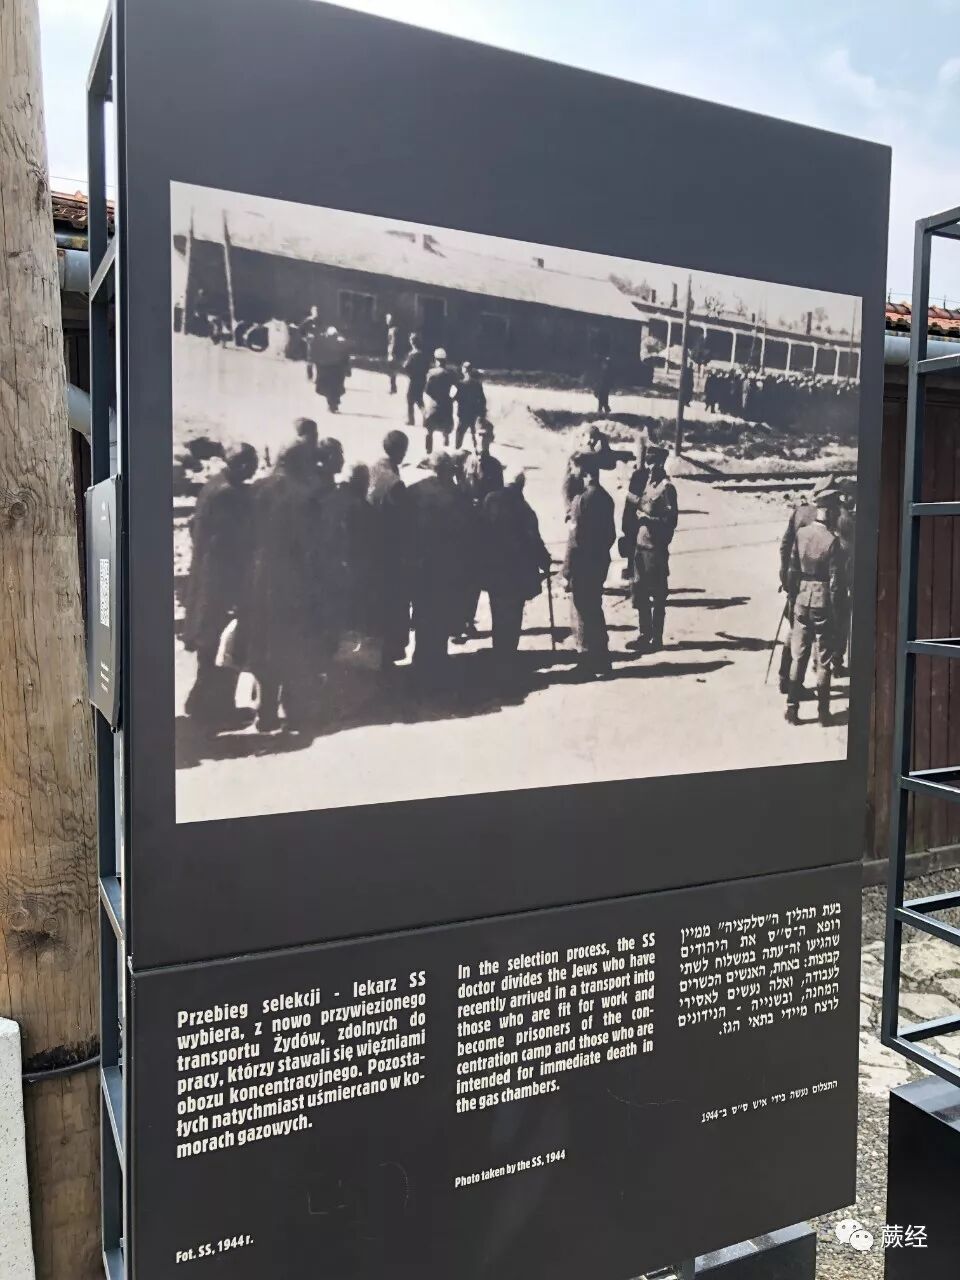 Przebieg selekcji - lekarz SS
wybiera, z nowo przywiezionego
transportu Żydów, zdolnych do
pracy, którzy stawali się więźniami
obozu koncentracyjnego. Pozosta-
łych natychmiast uśmiercano w ko-
morach gazowych.
Fot. SS, 1944 r.
In the selection process, the SS
doctor divides the Jews who have
recently arrived in a transport into
those who are fit for work and
become prisoners of the con-
centration camp and those who are
intended for immediate death in
the gas chambers.
Photo taken by the SS, 1944
בעת תהליך ה"סלקציה" ממיין
רופא ה-ס"ס את היהודים
שהגיעו זה-עתה במשלוח לשתי
קבוצות: באחת, האנשים הכשרים
לעבודה, ואלה נעשים לאסירי
המחנה, ובשנייה - הנידונים
לרצח מיידי בתאי הגז.
התצלום נעשה בידי איש ס"ס ב-1944
蕨经